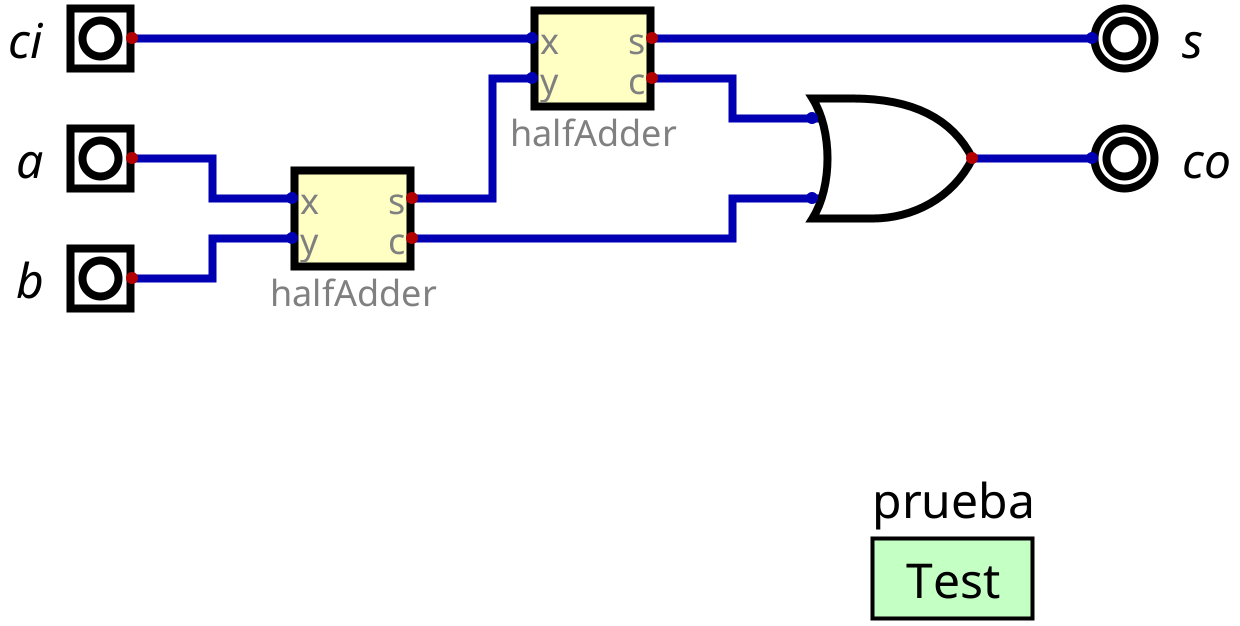 ci
x s
s
y c
halfAdder
a
co
x s
y c
b
halfAdder
prueba
Test